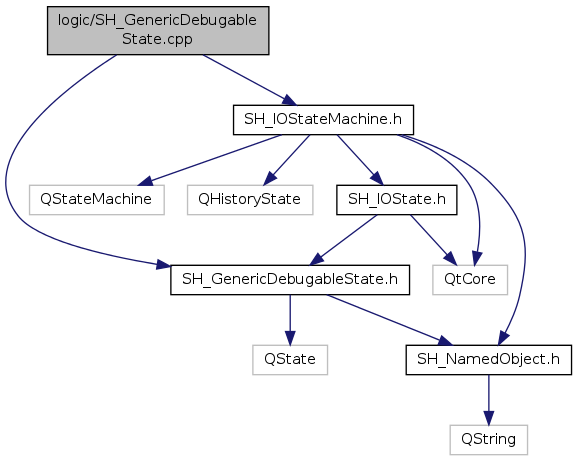 logic/SH_GenericDebugable
State.cpp
SH_IOStateMachine.h
QStateMachine
QHistoryState
SH_IOState.h
SH_GenericDebugableState.h
QtCore
QState
SH_NamedObject.h
QString